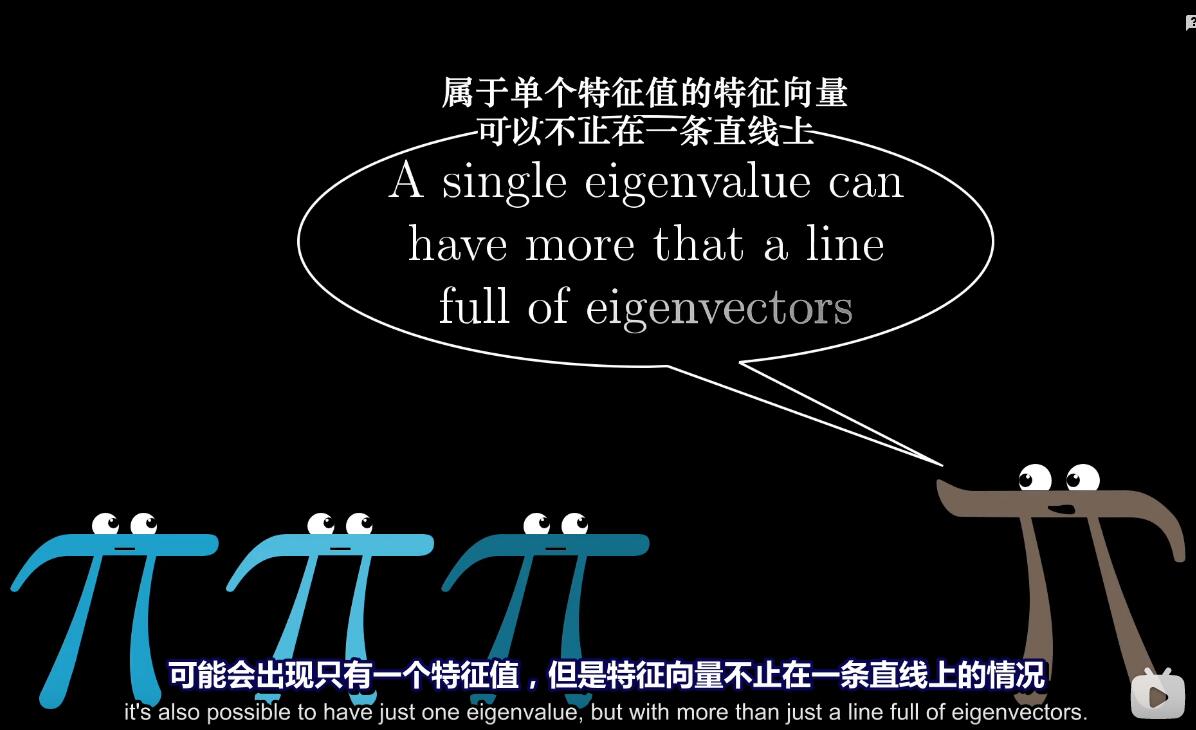 属于单个特征值的特征向量
可以不止在一条直线上
A single eigenvalue can
have more that a line
full of eigenvectors
可能会出现只有一个特征值，但是特征向量不止在一条直线上的情况
it's also possible to have just one eigenvalue, but with more than just a line full of eigenvectors.